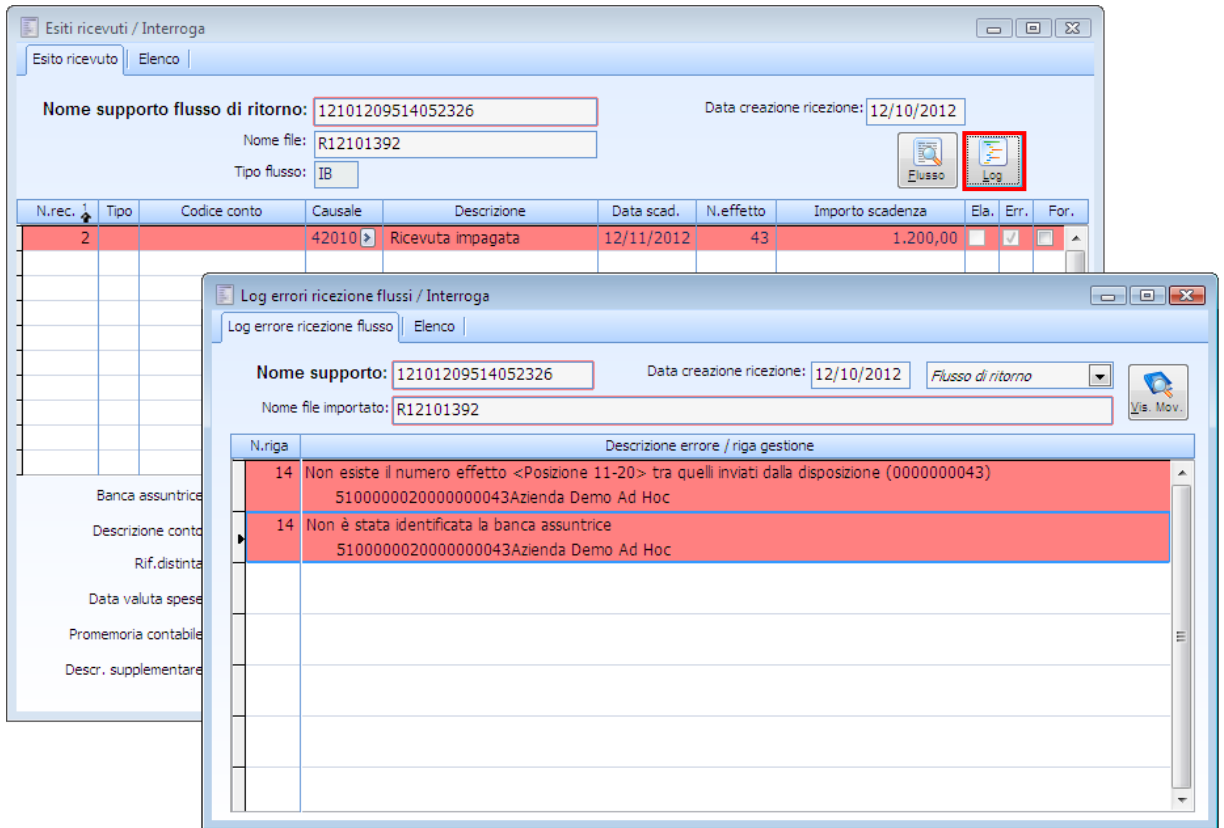 Esiti ricevuti / Interroga
Esito ricevuto Elenco
Nome supporto flusso di ritorno: 12101209514052326 Data creazione ricezione: 12/10/2012
Nome file: R12101392
Tipo flusso: IB
Flusso Log
N.rec. 1 Tipo Codice conto Causale Descrizione Data scad. N.effetto Importo scadenza Ela. Err. For.
2 42010 Ricevuta impagata 12/11/2012 43 1.200,00
Log errori ricezione flussi / Interroga
Log errore ricezione flusso Elenco
Nome supporto: 12101209514052326 Data creazione ricezione: 12/10/2012 Flusso di ritorno
Nome file importato: R12101392 Vis. Mov.
N.riga Descrizione errore / riga gestione
14 Non esiste il numero effetto <Posizione 11-20> tra quelli inviati dalla disposizione (0000000043)
5100000020000000043Azienda Demo Ad Hoc
14 Non è stata identificata la banca assuntrice
5100000020000000043Azienda Demo Ad Hoc
Banca assuntrice
Descrizione conto
Rif.distinta
Data valuta spese
Promemoria contabile
Descr. supplementare